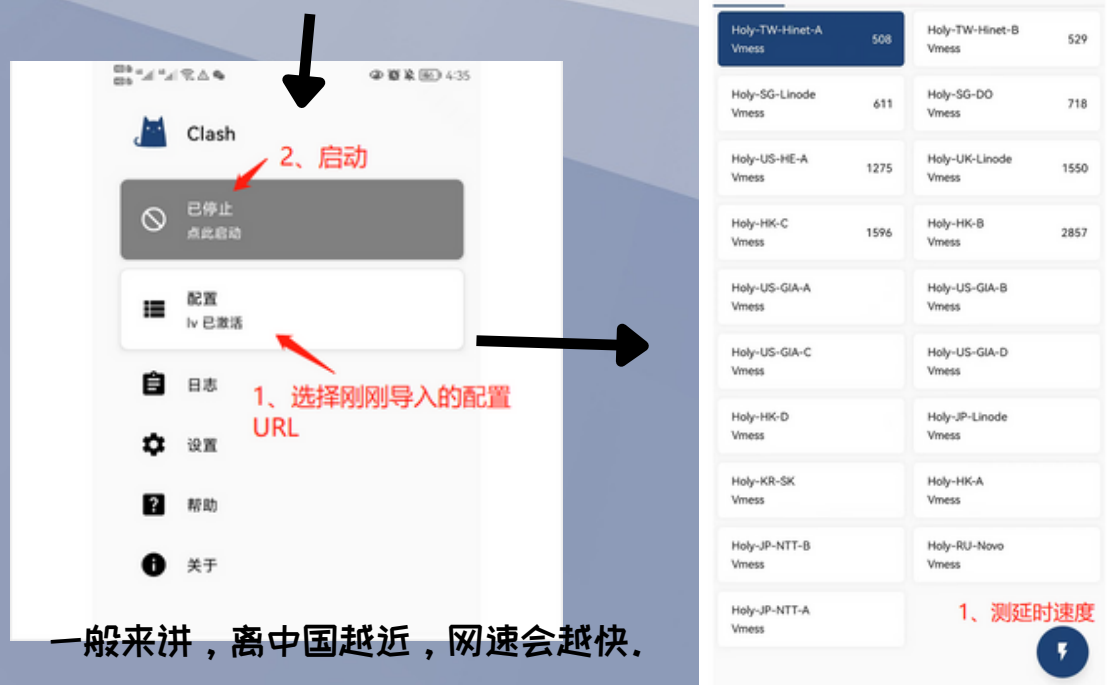 4:35
Clash
2、启动
已停止
点此启动
配置
lv 已激活
1、选择刚刚导入的配置
URL
日志
设置
帮助
关于
一般来讲，离中国越近，网速会越快.
Holy-TW-Hinet-A
Vmess
508
Holy-TW-Hinet-B
Vmess
529
Holy-SG-Linode
Vmess
611
Holy-SG-DO
Vmess
718
Holy-US-HE-A
Vmess
1275
Holy-UK-Linode
Vmess
1550
Holy-HK-C
Vmess
1596
Holy-HK-B
Vmess
2857
Holy-US-GIA-A
Vmess
Holy-US-GIA-B
Vmess
Holy-US-GIA-C
Vmess
Holy-US-GIA-D
Vmess
Holy-HK-D
Vmess
Holy-JP-Linode
Vmess
Holy-KR-SK
Vmess
Holy-HK-A
Vmess
Holy-JP-NTT-B
Vmess
Holy-RU-Novo
Vmess
Holy-JP-NTT-A
Vmess
1、测延时速度